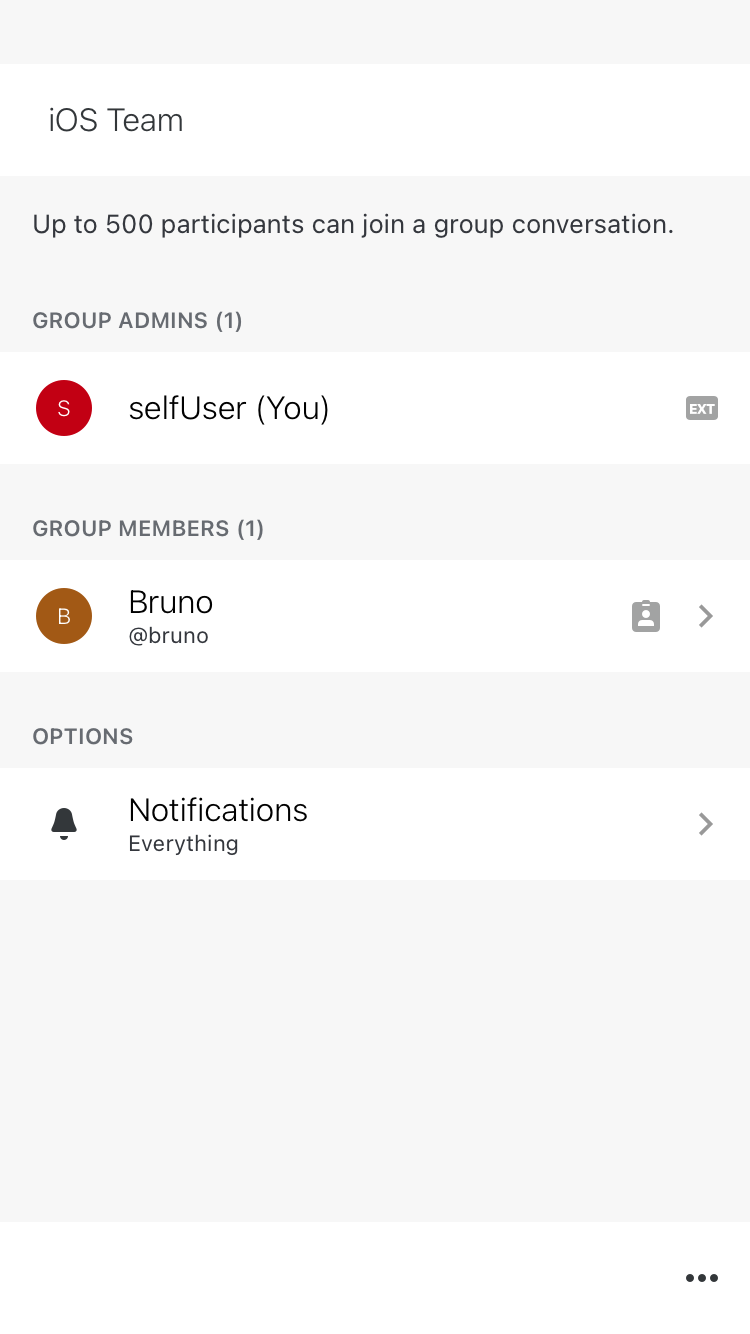 iOS Team
Up to 500 participants can join a group conversation.
GROUP ADMINS (1)
S
selfUser (You)
EXT
GROUP MEMBERS (1)
B
Bruno
@bruno
OPTIONS
Notifications
Everything